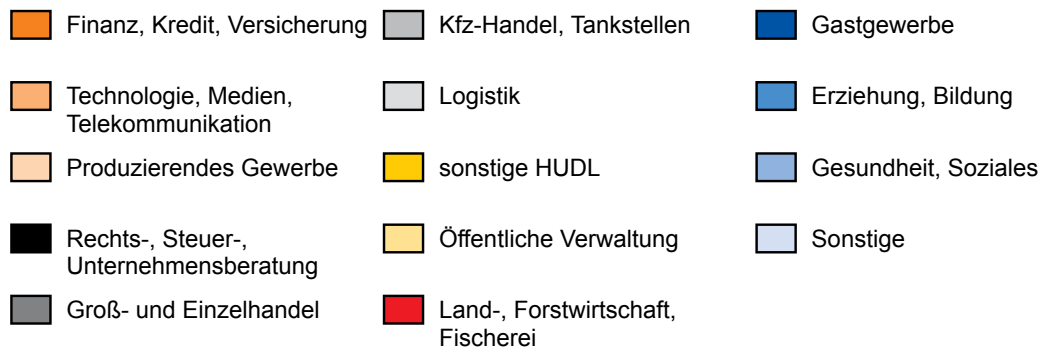 Finanz, Kredit, Versicherung
Technologie, Medien,
Telekommunikation
Produzierendes Gewerbe
Rechts-, Steuer-,
Unternehmensberatung
Groß- und Einzelhandel
Kfz-Handel, Tankstellen
Logistik
sonstige HUDL
Öffentliche Verwaltung
Land-, Forstwirtschaft,
Fischerei
Gastgewerbe
Erziehung, Bildung
Gesundheit, Soziales
Sonstige